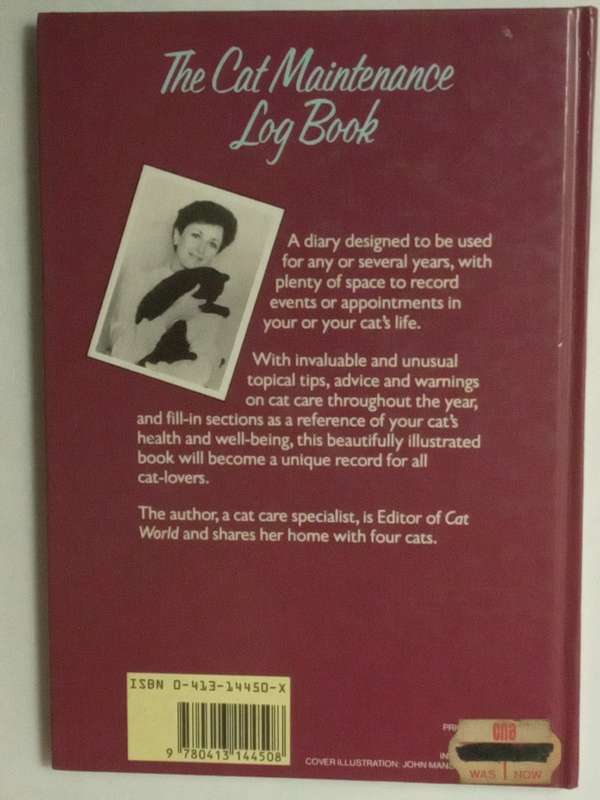 The Cat Maintenance
Log Book
A diary designed to be used
for any or several years, with
plenty of space to record
events or appointments in
your or your cat's life.
With invaluable and unusual
topical tips, advice and warnings
on cat care throughout the year,
and fill-in sections as a reference of your cat's
health and well-being, this beautifully illustrated
book will become a unique record for all
cat-lovers.
The author, a cat care specialist, is Editor of Cat
World and shares her home with four cats.
ISBN 0-413-14450-X
9 780413 144508
COVER ILLUSTRATION: JOHN
cna
WAS NOW